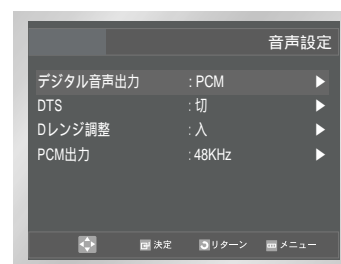 音声設定
デジタル音声出力 : PCM ▶
DTS : 切 ▶
Dレンジ調整 : 入 ▶
PCM出力 : 48KHz ▶
決定 リターン メニュー